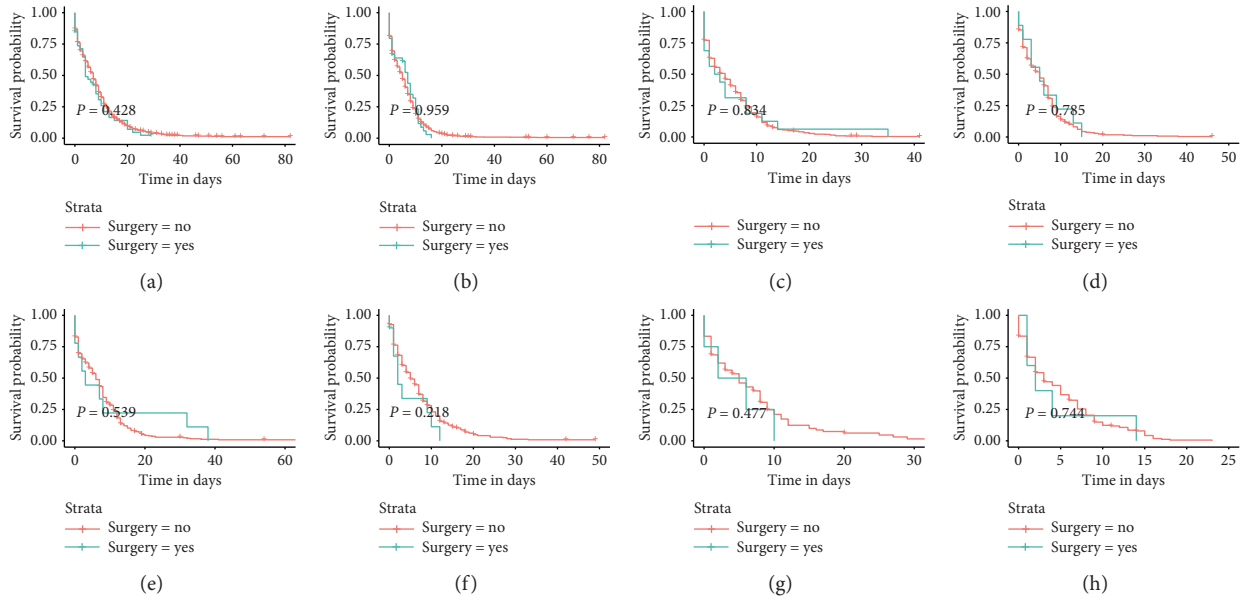 Survival probability
1.00
0.75
0.50
0.25
0.00
P = 0.428
0 20 40 60 80
Time in days
Strata
Surgery = no
Surgery = yes
(a)
Survival probability
1.00
0.75
0.50
0.25
0.00
P = 0.959
0 20 40 60 80
Time in days
Strata
Surgery = no
Surgery = yes
(b)
Survival probability
1.00
0.75
0.50
0.25
0.00
P = 0.834
0 10 20 30 40
Time in days
Strata
Surgery = no
Surgery = yes
(c)
Survival probability
1.00
0.75
0.50
0.25
0.00
P = 0.785
0 10 20 30 40 50
Time in days
Strata
Surgery = no
Surgery = yes
(d)
Survival probability
1.00
0.75
0.50
0.25
0.00
P = 0.539
0 20 40 60
Time in days
Strata
Surgery = no
Surgery = yes
(e)
Survival probability
1.00
0.75
0.50
0.25
0.00
P = 0.218
0 10 20 30 40 50
Time in days
Strata
Surgery = no
Surgery = yes
(f)
Survival probability
1.00
0.75
0.50
0.25
0.00
P = 0.477
0 10 20 30
Time in days
Strata
Surgery = no
Surgery = yes
(g)
Survival probability
1.00
0.75
0.50
0.25
0.00
P = 0.744
0 5 10 15 20 25
Time in days
Strata
Surgery = no
Surgery = yes
(h)